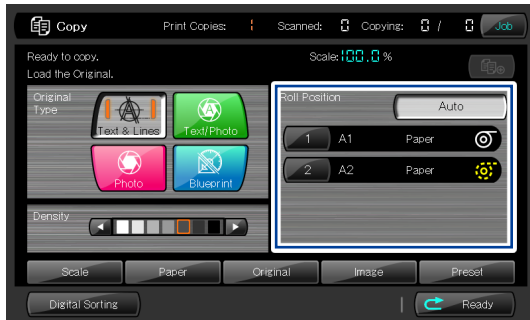 Copy Print Copies: 1 Scanned: 0 Copying: 0 / 0 Job
Ready to copy.
Load the Original.
Scale: 100.0 %
Original
Type
Text & Lines
Text/Photo
Photo
Blueprint
Density
Roll Position
Auto
1 A1 Paper
2 A2 Paper
Scale Paper Original Image Preset
Digital Sorting Ready